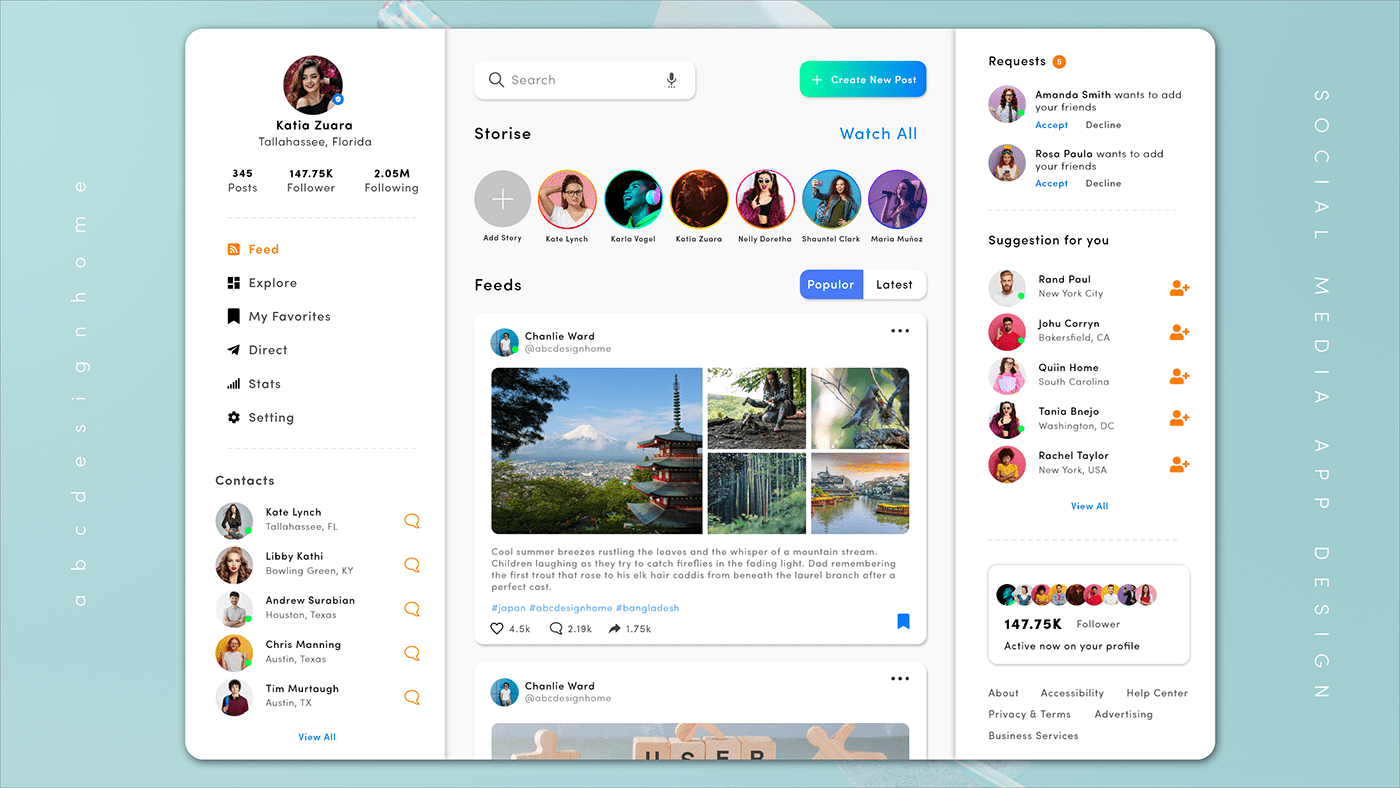 abcdesignhome
Katia Zuara
Tallahassee, Florida
345 147.75K 2.05M
Posts Follower Following
Feed
Explore
My Favorites
Direct
Stats
Setting
Contacts
Kate Lynch
Tallahassee, FL
Libby Kathi
Bowling Green, KY
Andrew Surabian
Houston, Texas
Chris Manning
Austin, Texas
Tim Murtaugh
Austin, TX
View All
Search
+ Create New Post
Storise Watch All
Add Story Kate Lynch Karla Vogel Katia Zuara Nelly Doretha Shauntel Clark Maria Muñoz
Feeds Populor Latest
Chanlie Ward
@abcdesignhome
Cool summer breezes rustling the leaves and the whisper of a mountain stream.
Children laughing as they try to catch fireflies in the fading light. Dad remembering
the first trout that rose to his elk hair caddis from beneath the laurel branch after a
perfect cast.
#japan #abcdesignhome #bangladesh
4.5k 2.19k 1.75k
Chanlie Ward
@abcdesignhome
USER
Requests 5
Amanda Smith wants to add
your friends
Accept Decline
Rosa Paula wants to add
your friends
Accept Decline
Suggestion for you
Rand Paul
New York City
Johu Corryn
Bakersfield, CA
Quiin Home
South Carolina
Tania Bnejo
Washington, DC
Rachel Taylor
New York, USA
View All
147.75K Follower
Active now on your profile
About Accessibility Help Center
Privacy & Terms Advertising
Business Services
SOCIAL MEDIA APP DESIGN